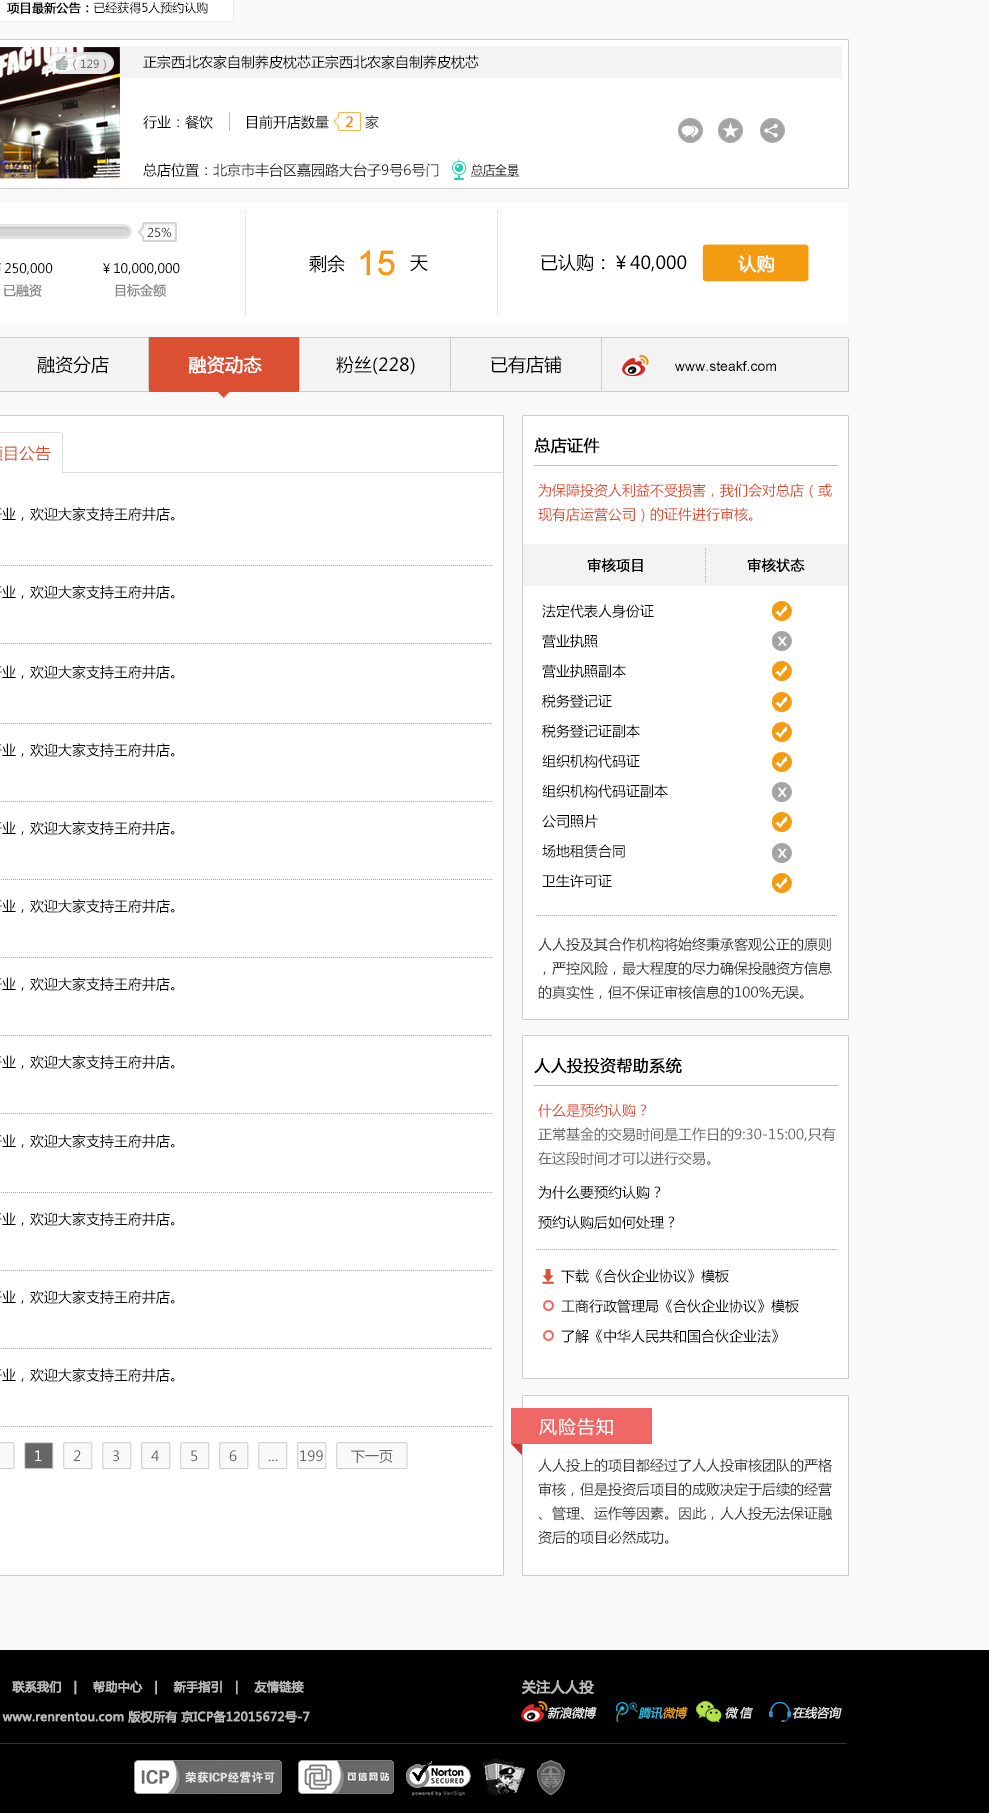 项目最新公告：已经获得5人预约认购
( 129 )
正宗西北农家自制荞皮枕芯正宗西北农家自制荞皮枕芯
行业：餐饮
目前开店数量 2 家
总店位置：北京市丰台区嘉园路大台子9号6号门
总店全景
25%
¥ 250,000
¥ 10,000,000
已融资
目标金额
剩余 15 天
已认购：¥ 40,000
认购
融资分店
融资动态
粉丝(228)
已有店铺
www.steakf.com
项目公告
业，欢迎大家支持王府井店。
业，欢迎大家支持王府井店。
业，欢迎大家支持王府井店。
业，欢迎大家支持王府井店。
业，欢迎大家支持王府井店。
业，欢迎大家支持王府井店。
业，欢迎大家支持王府井店。
业，欢迎大家支持王府井店。
业，欢迎大家支持王府井店。
业，欢迎大家支持王府井店。
业，欢迎大家支持王府井店。
业，欢迎大家支持王府井店。
1 2 3 4 5 6 ... 199 下一页
总店证件
为保障投资人利益不受损害，我们会对总店（或
现有店运营公司）的证件进行审核。
审核项目
审核状态
法定代表人身份证
营业执照
营业执照副本
税务登记证
税务登记证副本
组织机构代码证
组织机构代码证副本
公司照片
场地租赁合同
卫生许可证
人人投及其合作机构将始终秉承客观公正的原则
，严控风险，最大程度的尽力确保投融资方信息
的真实性，但不保证审核信息的100%无误。
人人投投资帮助系统
什么是预约认购？
正常基金的交易时间是工作日的9:30-15:00,只有
在这段时间才可以进行交易。
为什么要预约认购？
预约认购后如何处理？
下载《合伙企业协议》模板
工商行政管理局《合伙企业协议》模板
了解《中华人民共和国合伙企业法》
风险告知
人人投上的项目都经过了人人投审核团队的严格
审核，但是投资后项目的成败决定于后续的经营
、管理、运作等因素。因此，人人投无法保证融
资后的项目必然成功。
联系我们 | 帮助中心 | 新手指引 | 友情链接
www.renrentou.com 版权所有 京ICP备12015672号-7
关注人人投
新浪微博
腾讯微博
微 信
在线咨询
ICP 荣获ICP经营许可
可信网站
Norton
SECURED
powered by VeriSign